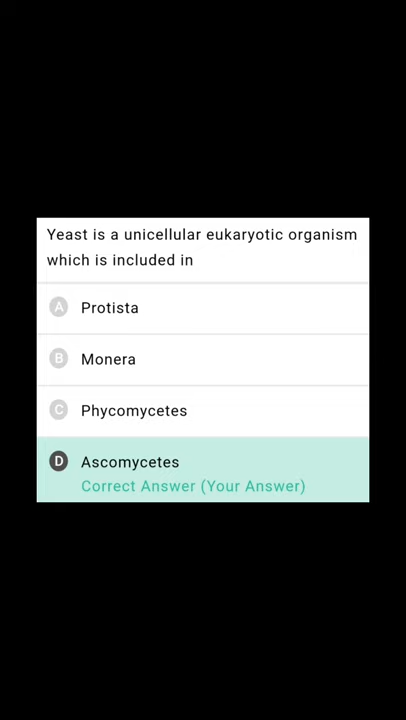 Yeast is a unicellular eukaryotic organism
which is included in
A Protista
B Monera
C Phycomycetes
D Ascomycetes
Correct Answer (Your Answer)